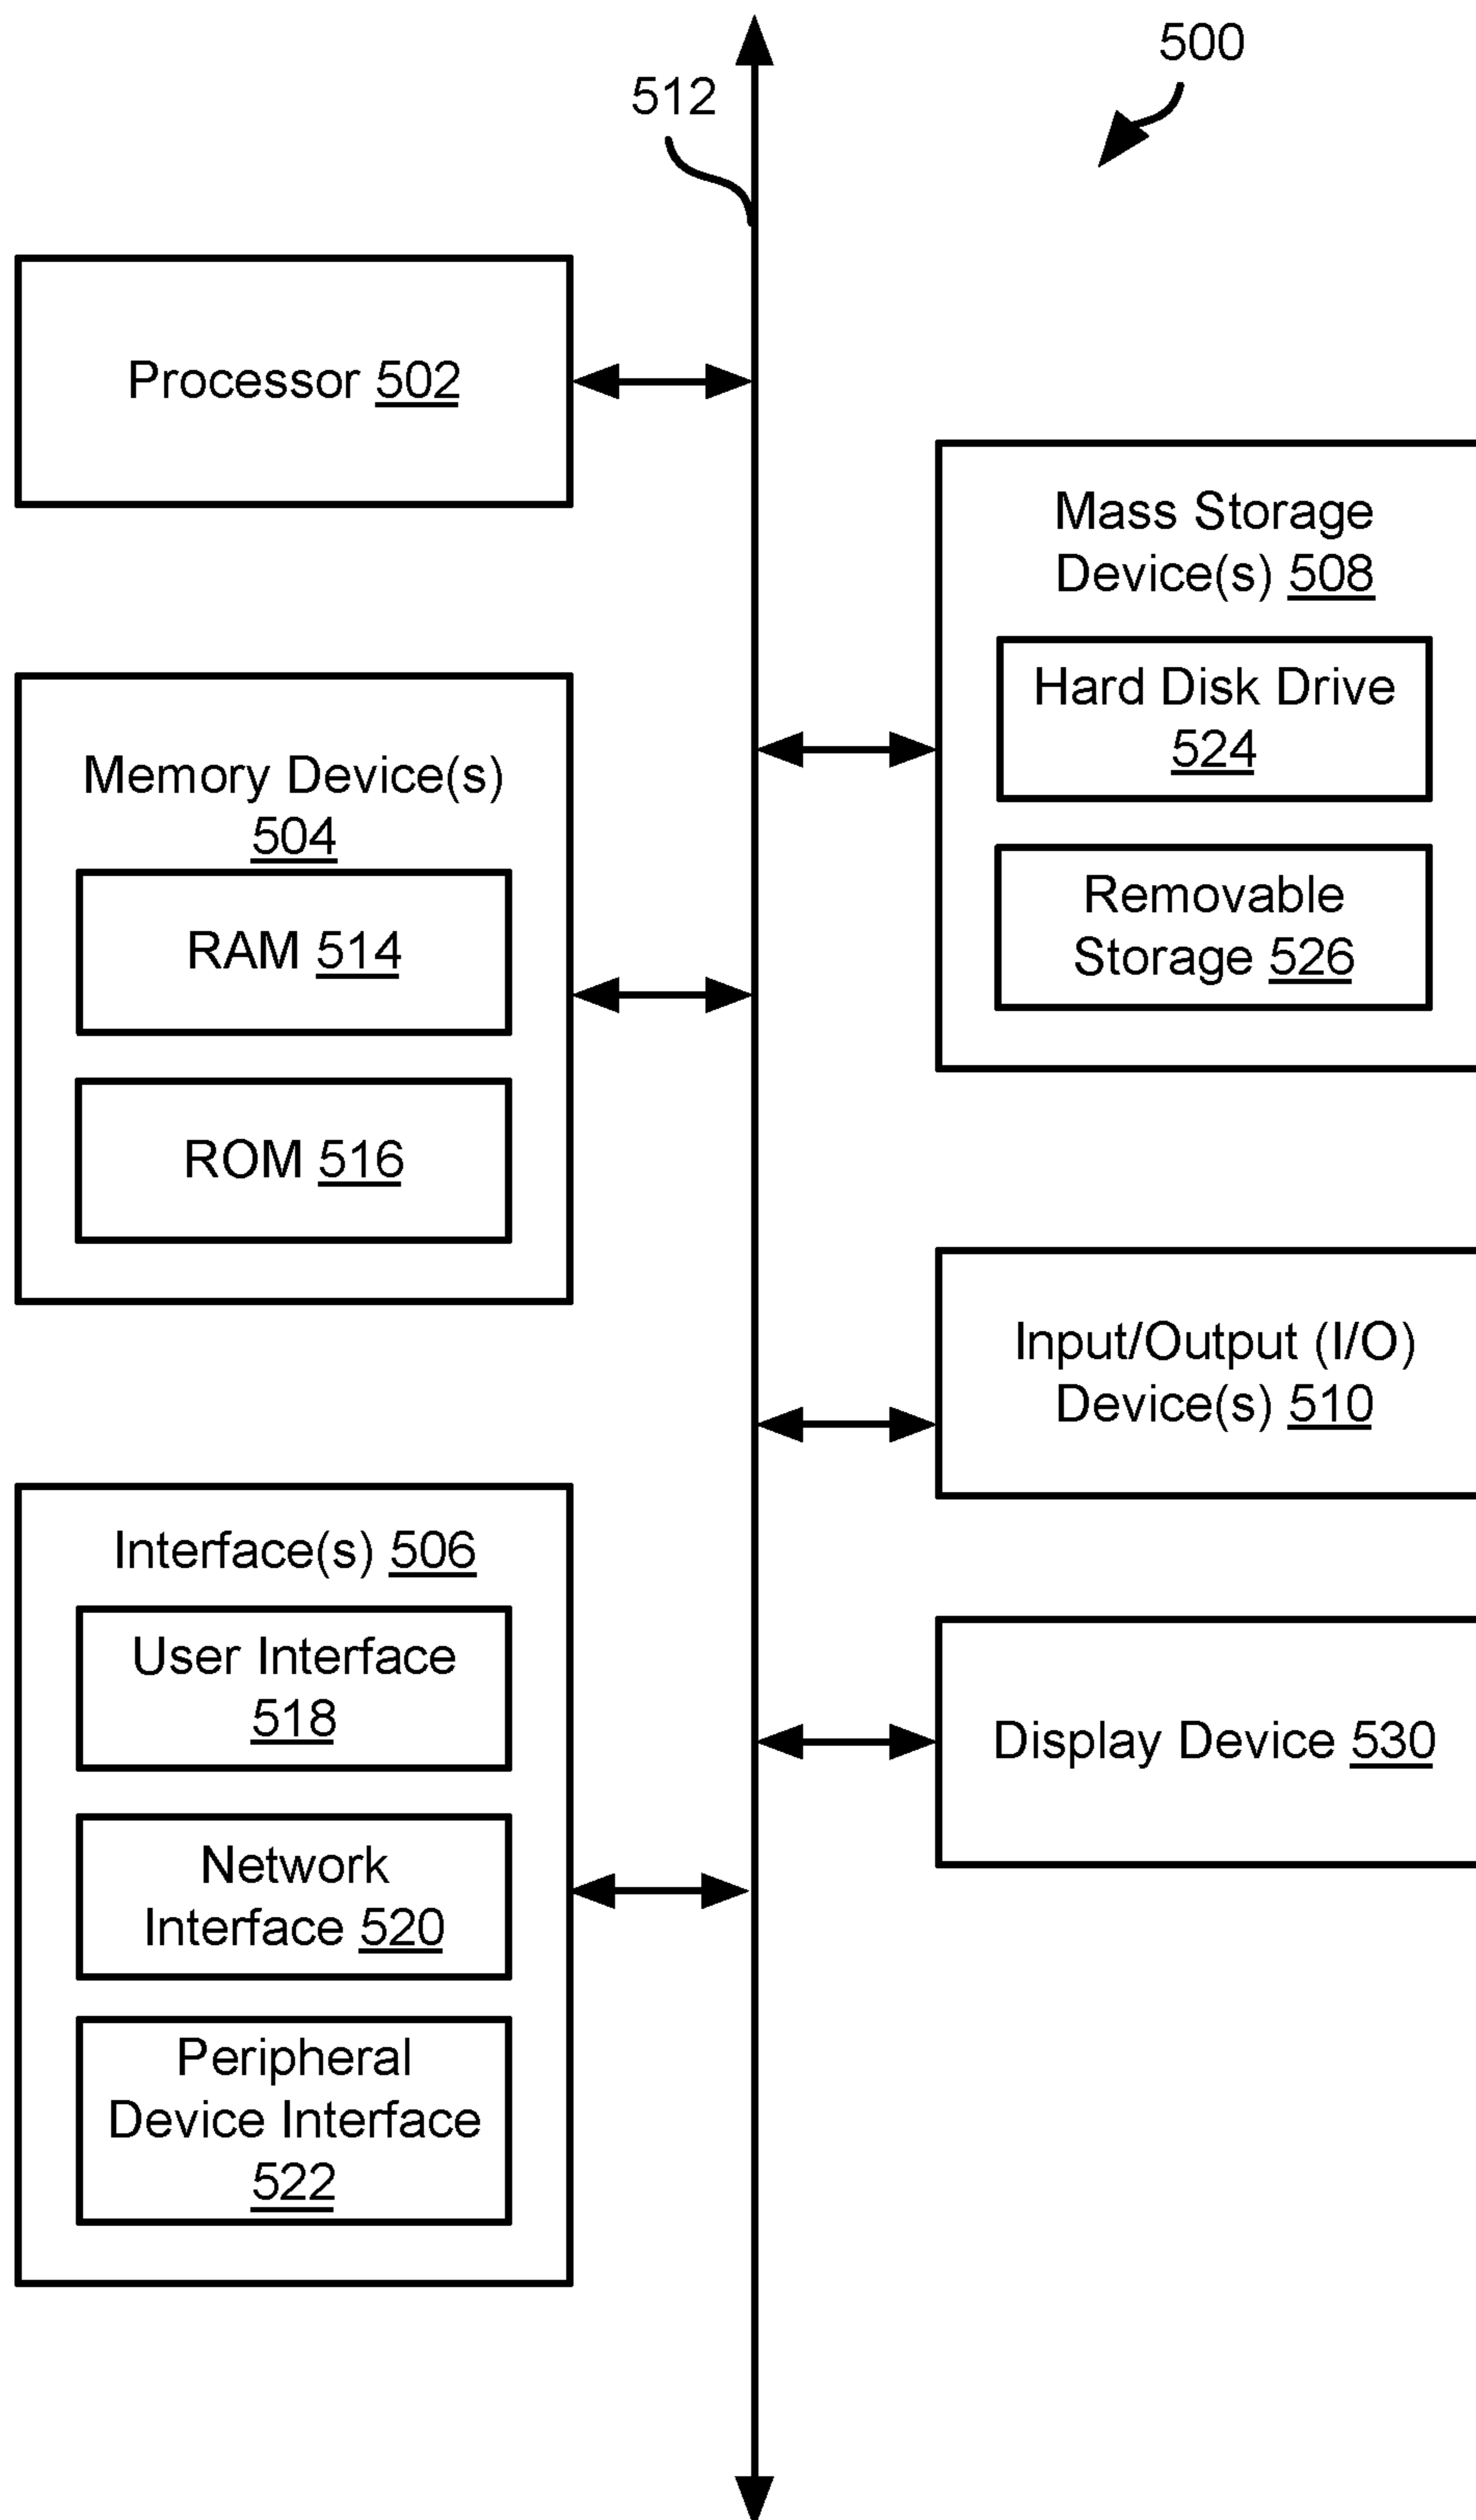 500
512
Processor 502
Mass Storage
Device(s) 508
Hard Disk Drive
524
Removable
Storage 526
Memory Device(s)
504
RAM 514
ROM 516
Input/Output (I/O)
Device(s) 510
Interface(s) 506
User Interface
518
Network
Interface 520
Peripheral
Device Interface
522
Display Device 530